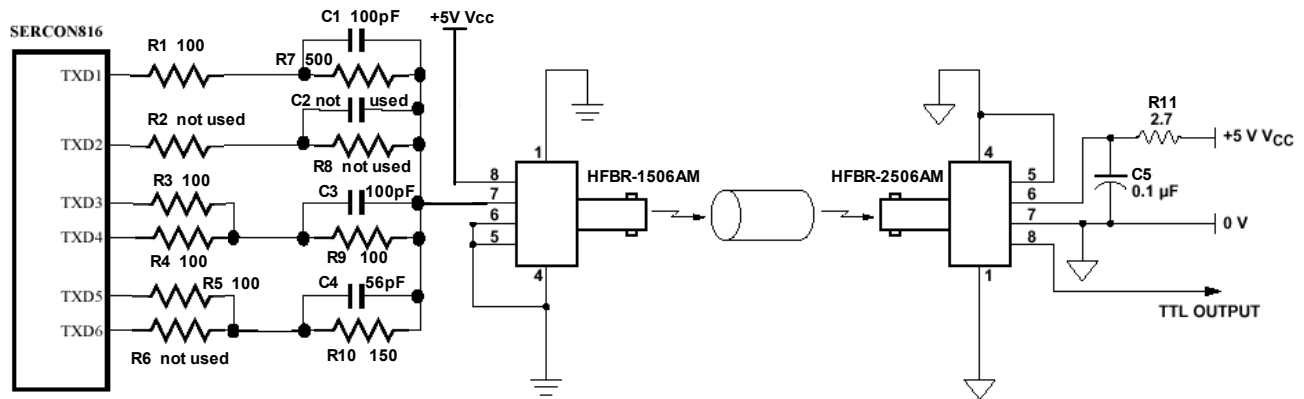 SERCON816
C1 100pF
+5V Vcc
R1 100
TXD1
R7 500
C2 not used
R2 not used
TXD2
R8 not used
R3 100
C3 100pF
TXD3
TXD4
R4 100
R9 100
R5 100
C4 56pF
TXD5
TXD6
R6 not used
R10 150
1
8
7
6
5
4
HFBR-1506AM
HFBR-2506AM
4
5
6
7
8
1
R11
2.7
+5 V VCC
C5
0.1 µF
0 V
TTL OUTPUT